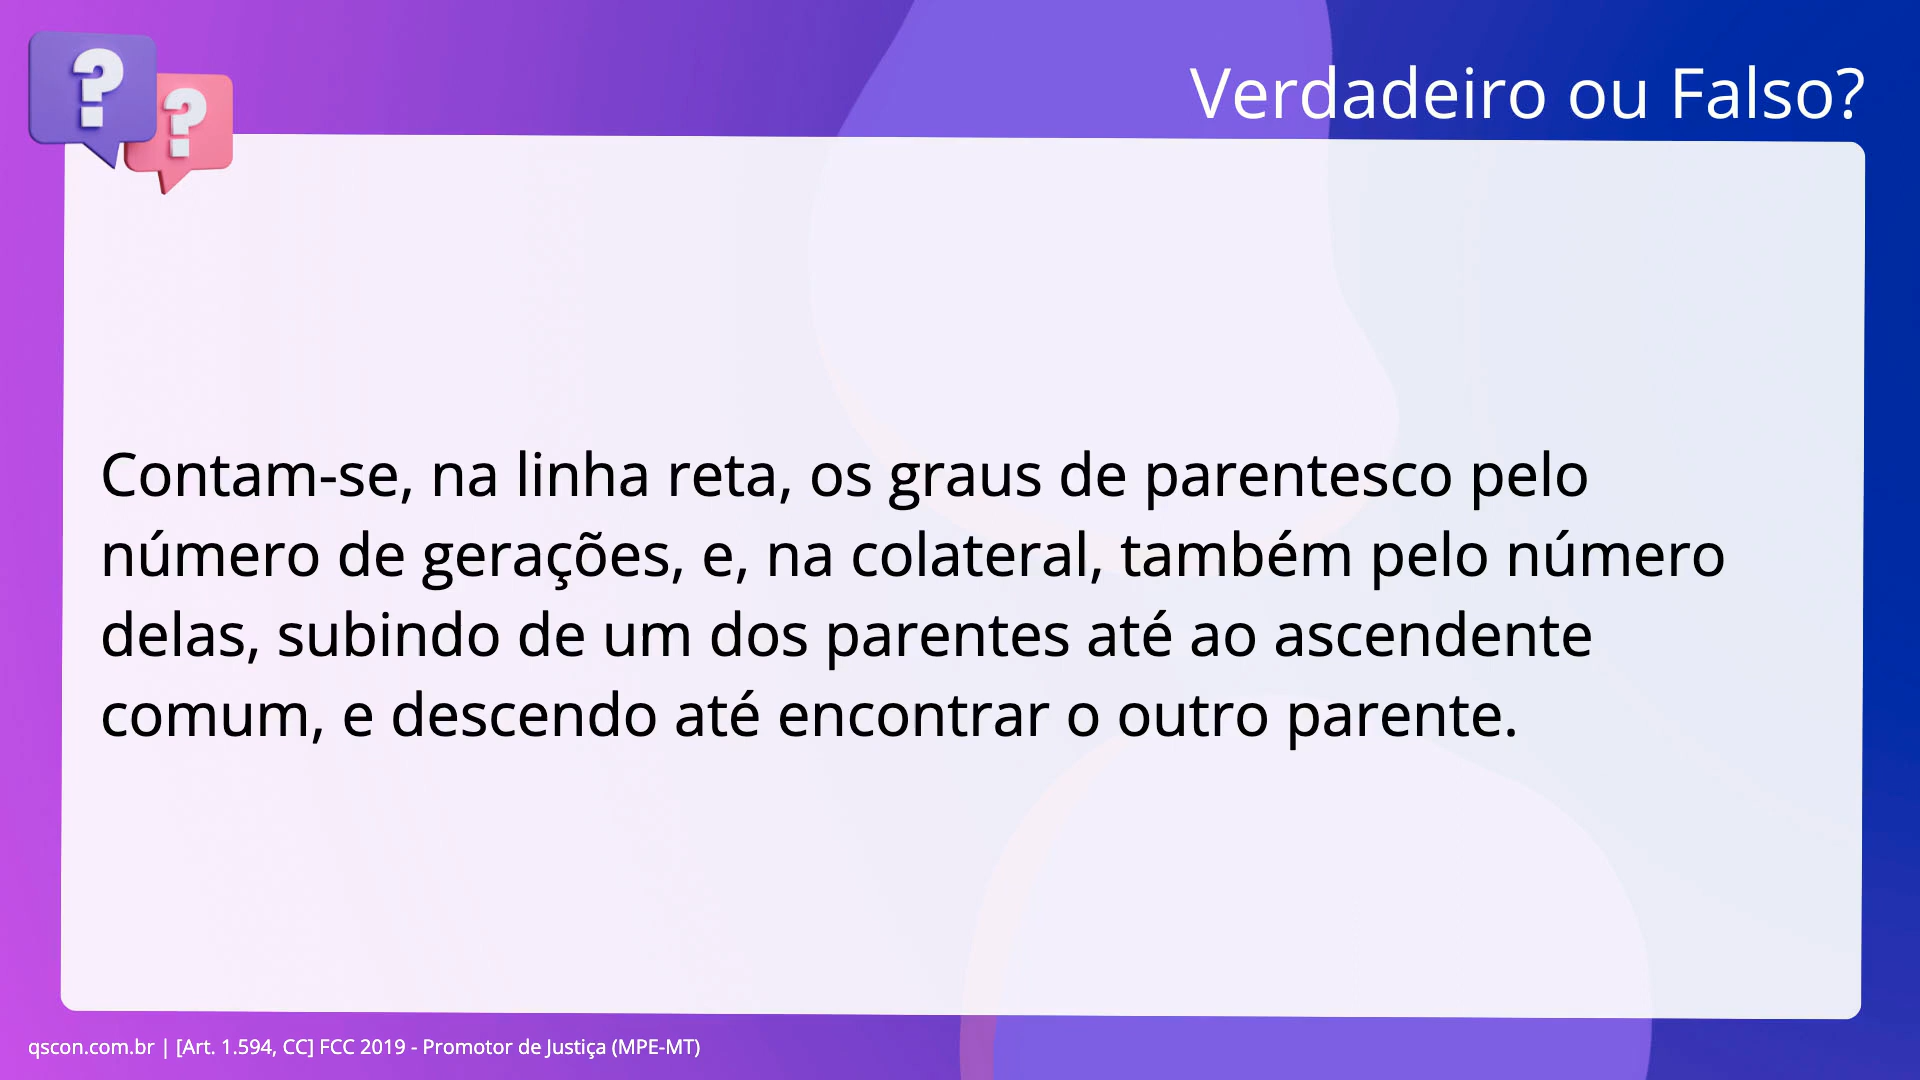 Verdadeiro ou Falso?
Contam-se, na linha reta, os graus de parentesco pelo
número de gerações, e, na colateral, também pelo número
delas, subindo de um dos parentes até ao ascendente
comum, e descendo até encontrar o outro parente.
qscon.com.br | [Art. 1.594, CC] FCC 2019 - Promotor de Justiça (MPE-MT)